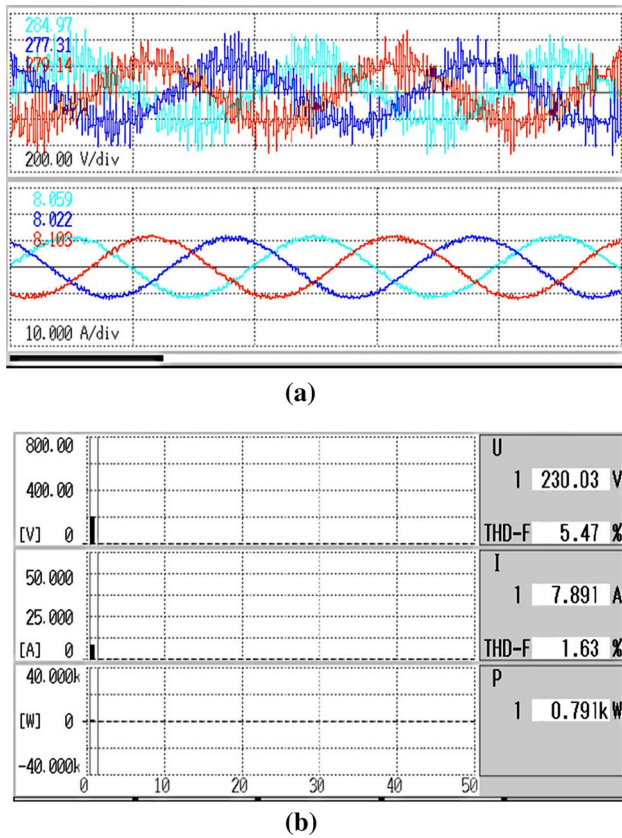 284.97
277.31
279.14
200.00 V/div
8.059
8.022
8.103
10.000 A/div
(a)
800.00
400.00
[V] 0
U
1 230.03 V
THD-F 5.47 %
50.000
25.000
[A] 0
I
1 7.891 A
THD-F 1.63 %
40.000k
[W] 0
-40.000k
P
1 0.791k W
0 10 20 30 40 50
(b)